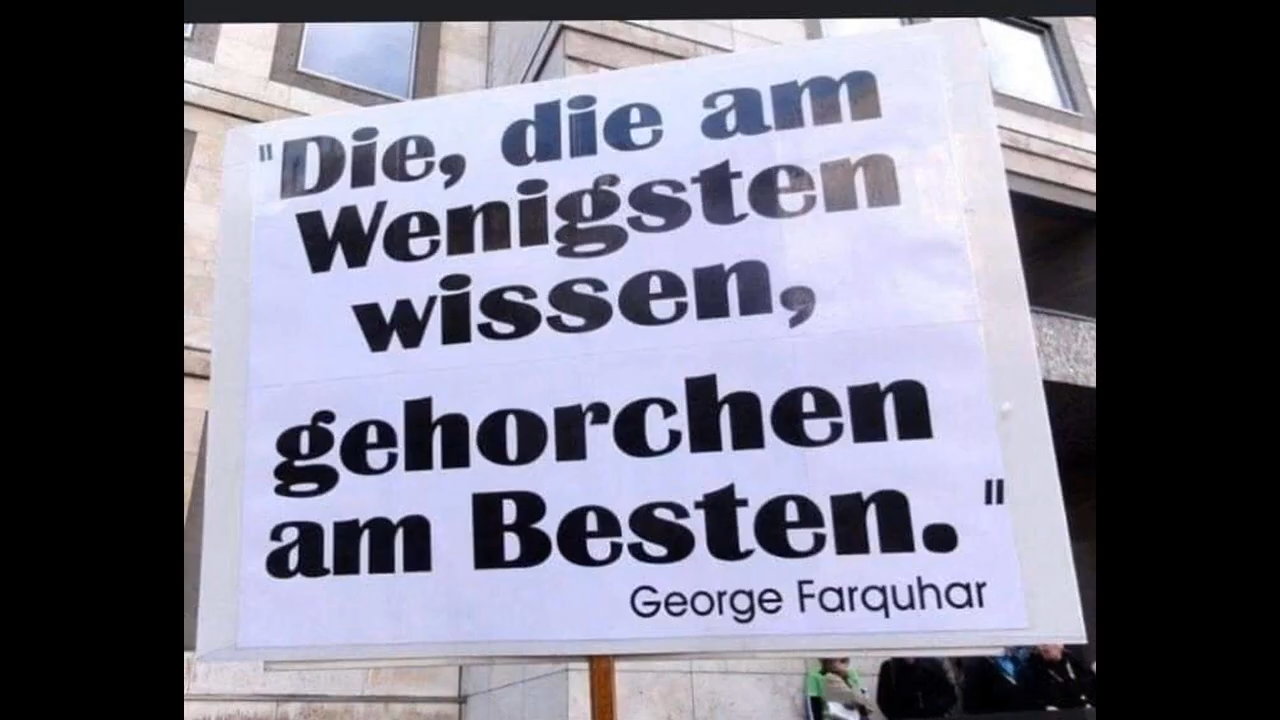 "Die, die am
Wenigsten
wissen,
gehorchen
am Besten."
George Farquhar